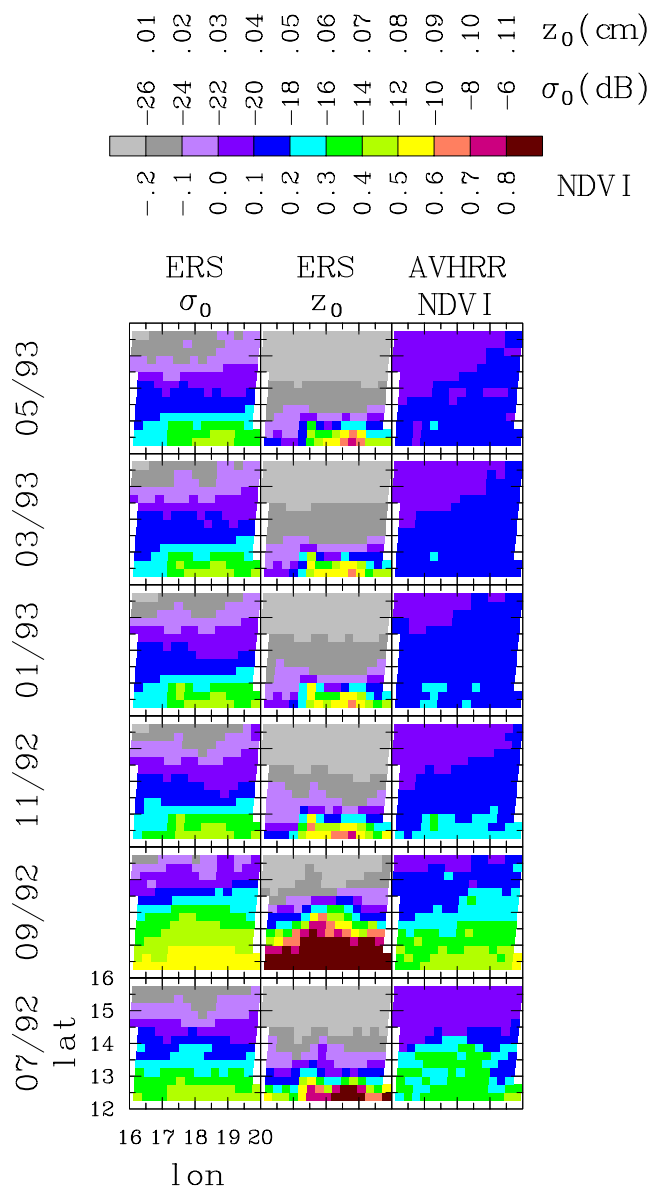 .01 .02 .03 .04 .05 .06 .07 .08 .09 .10 .11 z₀(cm)
-26 -24 -22 -20 -18 -16 -14 -12 -10 -8 -6 σ₀(dB)
-.2 -.1 0.0 0.1 0.2 0.3 0.4 0.5 0.6 0.7 0.8 NDVI
ERS ERS AVHRR
σ₀ z₀ NDVI
05/93
03/93
01/93
11/92
09/92
07/92
lat
16
15
14
13
12
16 17 18 19 20
lon